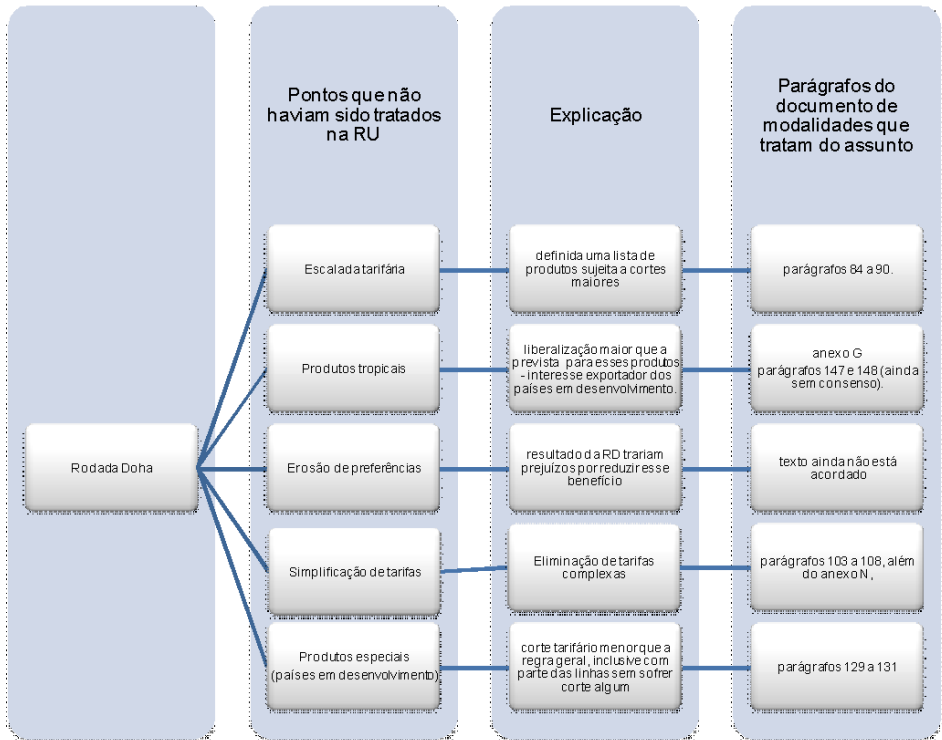 Pontos que não
haviam sido tratados
na RU
Explicação
Parágrafos do
documento de
modalidades que
tratam do assunto
Rodada Doha
Escalada tarifária
definida uma lista de
produtos sujeita a cortes
maiores
parágrafos 84 a 90.
Produtos tropicais
liberalização maior que a
prevista para esses produtos
- interesse exportador dos
países em desenvolvimento.
anexo G
parágrafos 147 e 148 (ainda
sem consenso).
Erosão de preferências
resultado da RD trariam
prejuízos por reduzir esse
benefício
texto ainda não está
acordado
Simplificação de tarifas
Eliminação de tarifas
complexas
parágrafos 103 a 108, além
do anexo N,
Produtos especiais
(países em desenvolvimento)
corte tarifário menor que a
regra geral, inclusive com
parte das linhas sem sofrer
corte algum
parágrafos 129 a 131